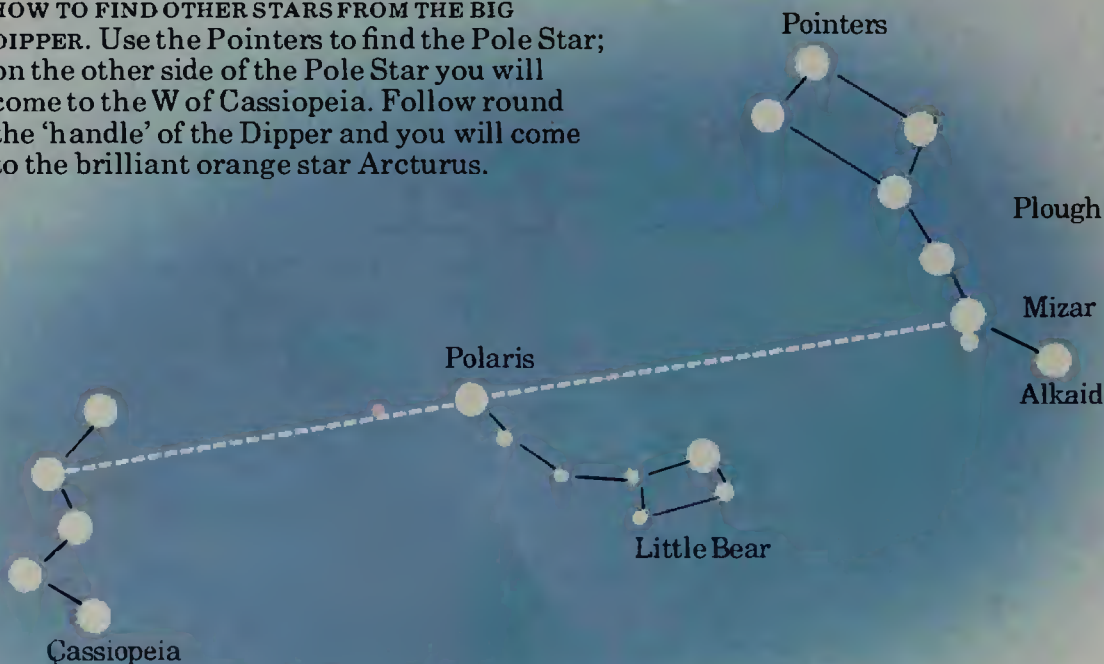 HOW TO FIND OTHER STARS FROM THE BIG
DIPPER. Use the Pointers to find the Pole Star;
on the other side of the Pole Star you will
come to the W of Cassiopeia. Follow round
the ‘handle’ of the Dipper and you will come
to the brilliant orange star Arcturus.
Pointers
Plough
Mizar
Polaris
Alkaid
Little Bear
Cassiopeia